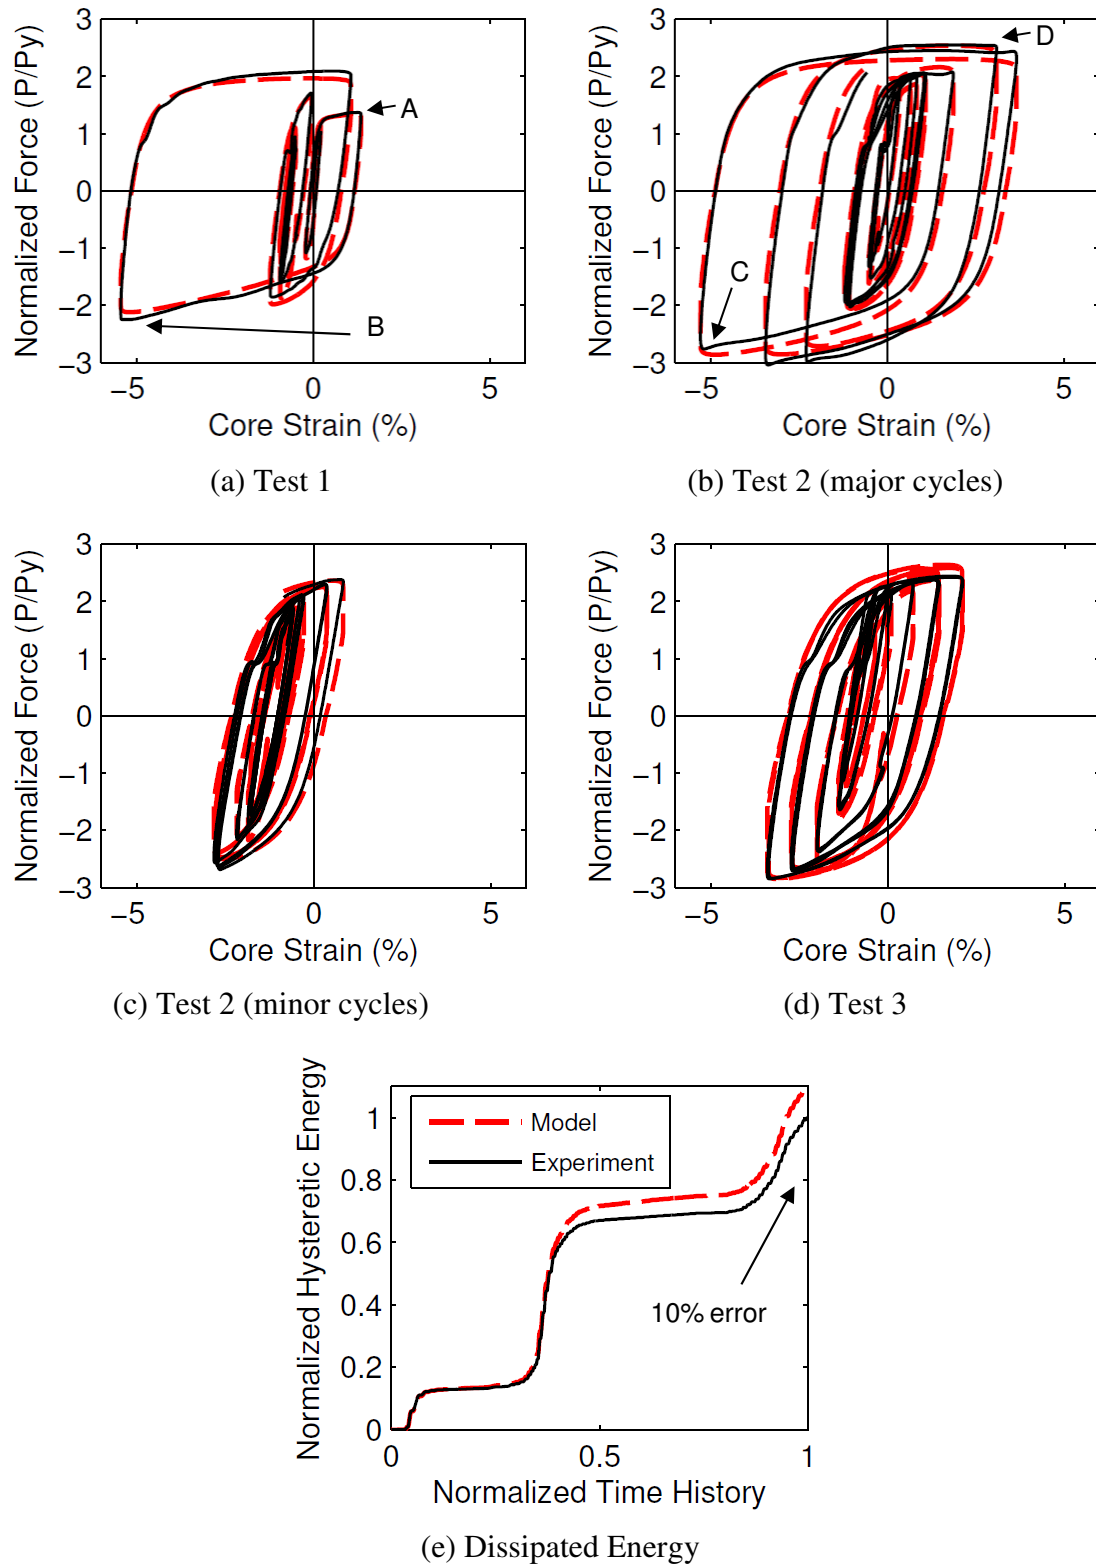 Normalized Force (P/Py)
3
2
1
0
−1
−2
−3
−5
0
5
A
B
Core Strain (%)
(a) Test 1
Normalized Force (P/Py)
3
2
1
0
−1
−2
−3
−5
0
5
D
C
Core Strain (%)
(b) Test 2 (major cycles)
Normalized Force (P/Py)
3
2
1
0
−1
−2
−3
−5
0
5
Core Strain (%)
(c) Test 2 (minor cycles)
Normalized Force (P/Py)
3
2
1
0
−1
−2
−3
−5
0
5
Core Strain (%)
(d) Test 3
Normalized Hysteretic Energy
1
0.8
0.6
0.4
0.2
0
Model
Experiment
10% error
0
0.5
1
Normalized Time History
(e) Dissipated Energy